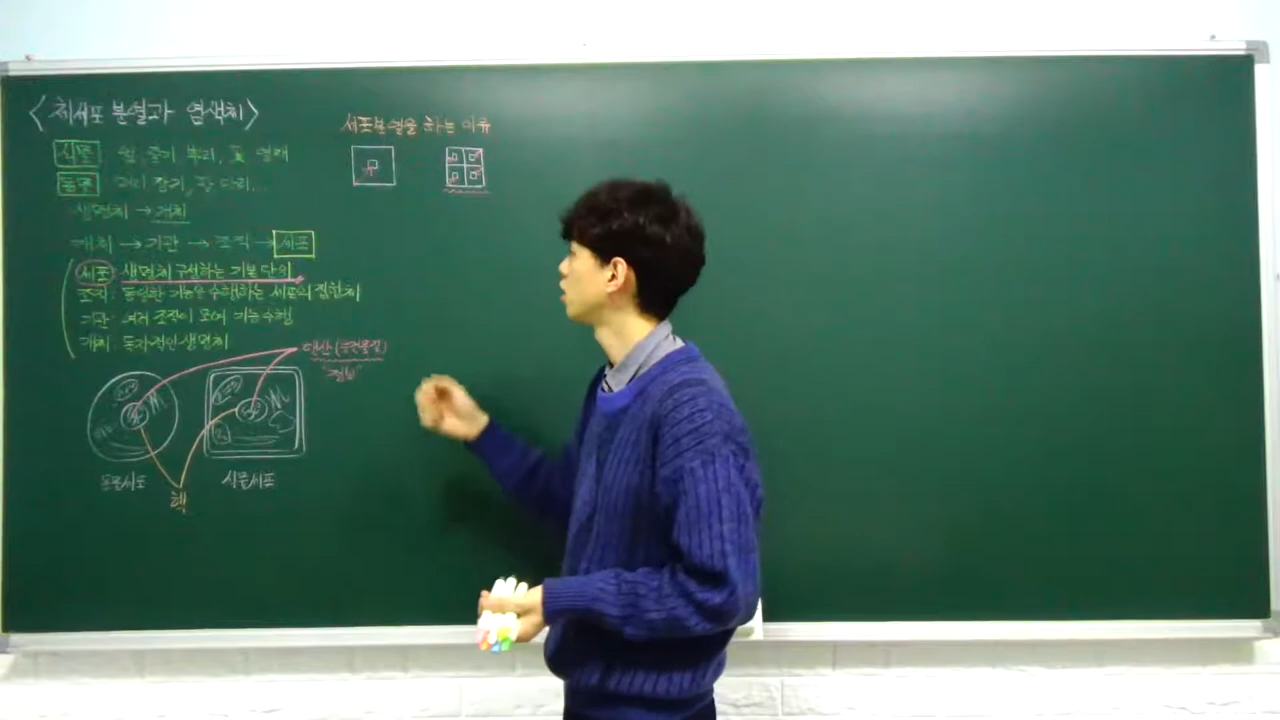 <체세포 분열과 염색체>
식물 잎, 줄기 뿌리, 꽃 열매
동물 머리 장기, 팔 다리...
생명체 → 개체
개체 → 기관 → 조직 → 세포
세포: 생명체 구성하는 기본 단위
조직: 동일한 기능을 수행하는 세포의 집합체
기관: 여러 조직이 모여 기능 수행
개체: 독자적인 생명체
핵산 (유전물질)
동물세포
식물세포
핵
세포분열을 하는 이유